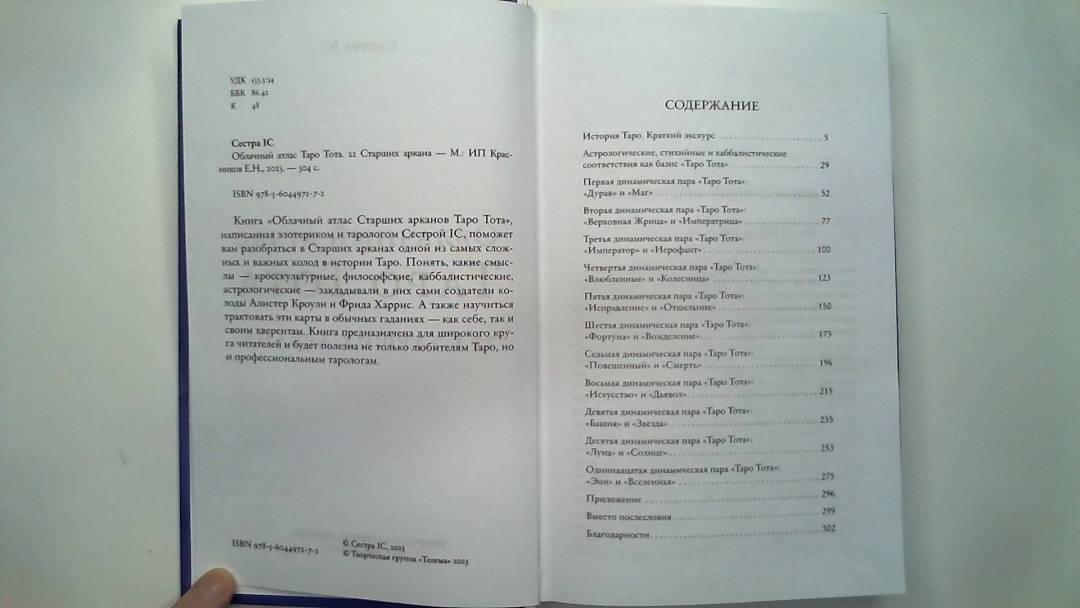 УДК 133.5:34
ББК 86.42
К 48
Сестра IC
Облачный атлас Таро Тота. 22 Старших аркана — М.: ИП Крас-
ников Е.Н., 2023. — 304 с.
ISBN 978-5-6044972-7-2
Книга «Облачный атлас Старших арканов Таро Тота»,
написанная эзотериком и тарологом Сестрой IC, поможет
вам разобраться в Старших арканах одной из самых слож-
ных и важных колод в истории Таро. Понять, какие смыс-
лы — кросскультурные, философские, каббалистические,
астрологические — закладывали в них сами создатели ко-
лоды Алистер Кроули и Фрида Харрис. А также научиться
трактовать эти карты в обычных гаданиях — как себе, так и
своим кверентам. Книга предназначена для широкого кру-
га читателей и будет полезна не только любителям Таро, но
и профессиональным тарологам.
ISBN 978-5-6044972-7-2
© Сестра IC, 2023
© Творческая группа «Телема» 2023
СОДЕРЖАНИЕ
История Таро. Краткий экскурс 5
Астрологические, стихийные и каббалистические
соответствия как базис «Таро Тота» 29
Первая динамическая пара «Таро Тота»:
«Дурак» и «Маг» 52
Вторая динамическая пара «Таро Тота»:
«Верховная Жрица» и «Императрица» 77
Третья динамическая пара «Таро Тота»:
«Император» и «Иерофант» 100
Четвертая динамическая пара «Таро Тота»:
«Влюбленные» и «Колесница» 123
Пятая динамическая пара «Таро Тота»:
«Исправление» и «Отшельник» 150
Шестая динамическая пара «Таро Тота»:
«Фортуна» и «Вожделение» 173
Седьмая динамическая пара «Таро Тота»:
«Повешенный» и «Смерть» 196
Восьмая динамическая пара «Таро Тота»:
«Искусство» и «Дьявол» 215
Девятая динамическая пара «Таро Тота»:
«Башня» и «Звезда» 235
Десятая динамическая пара «Таро Тота»:
«Луна» и «Солнце» 253
Одиннадцатая динамическая пара «Таро Тота»:
«Эон» и «Вселенная» 275
Приложение 296
Вместо послесловия 299
Благодарности 302